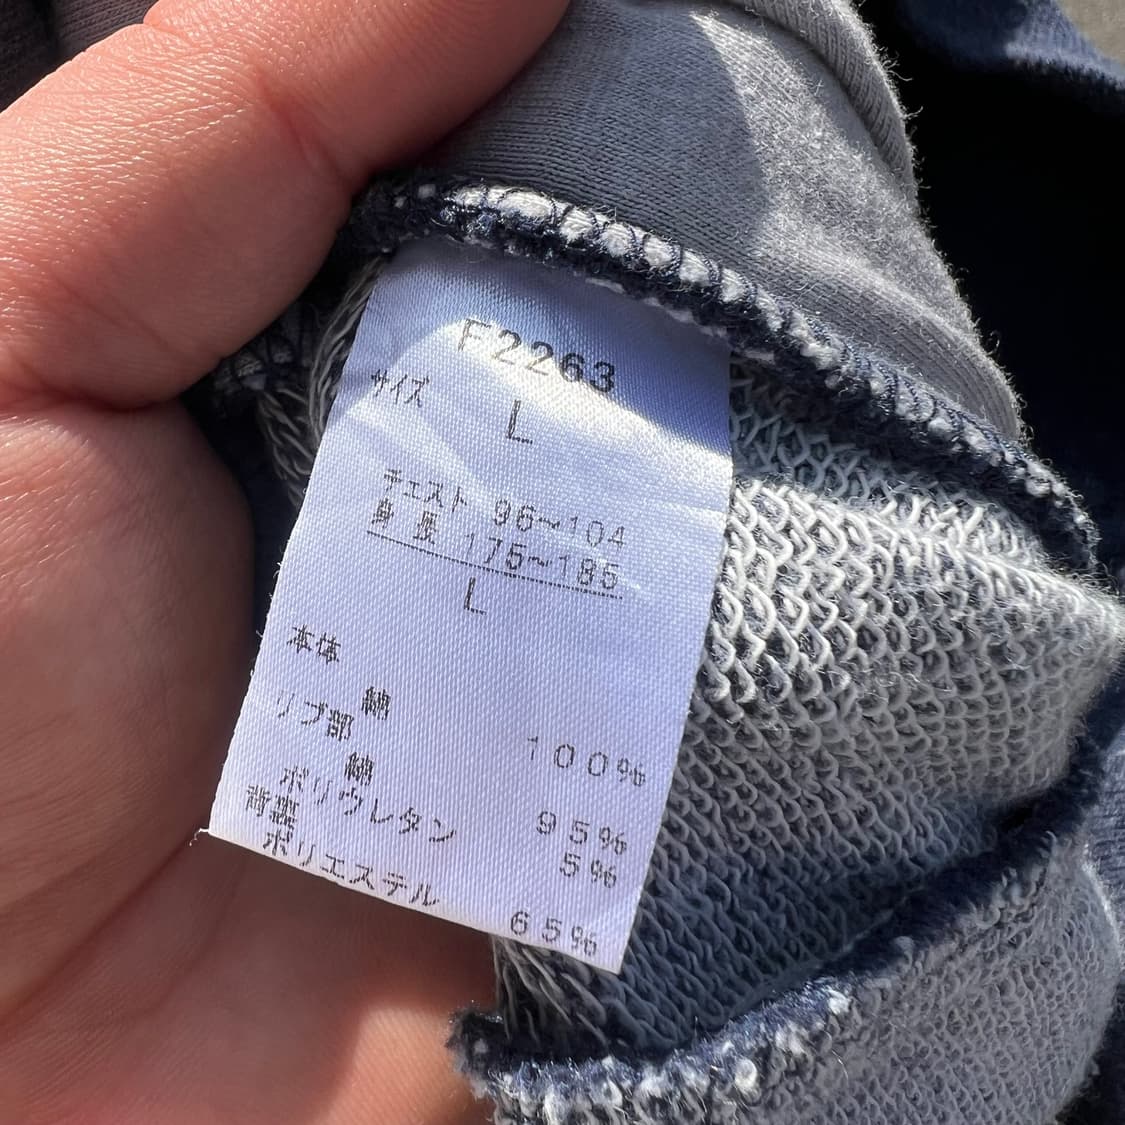 F2263
サイズ L
チェスト 96~104
身長 175~185
L
本体
綿 100%
リブ部
綿 95%
ポリウレタン 5%
背裏
ポリエステル 65%